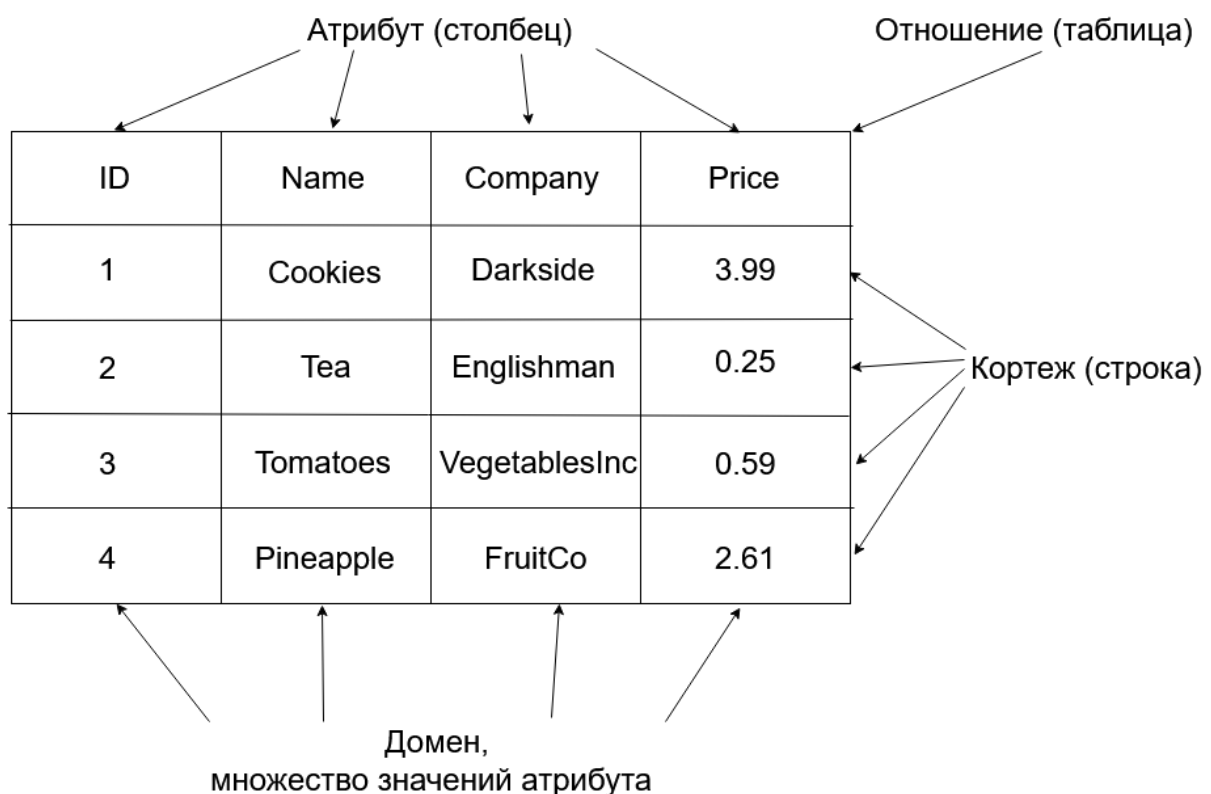 Атрибут (столбец)
Отношение (таблица)
ID Name Company Price
1 Cookies Darkside 3.99
2 Tea Englishman 0.25
Кортеж (строка)
3 Tomatoes VegetablesInc 0.59
4 Pineapple FruitCo 2.61
Домен,
множество значений атрибута